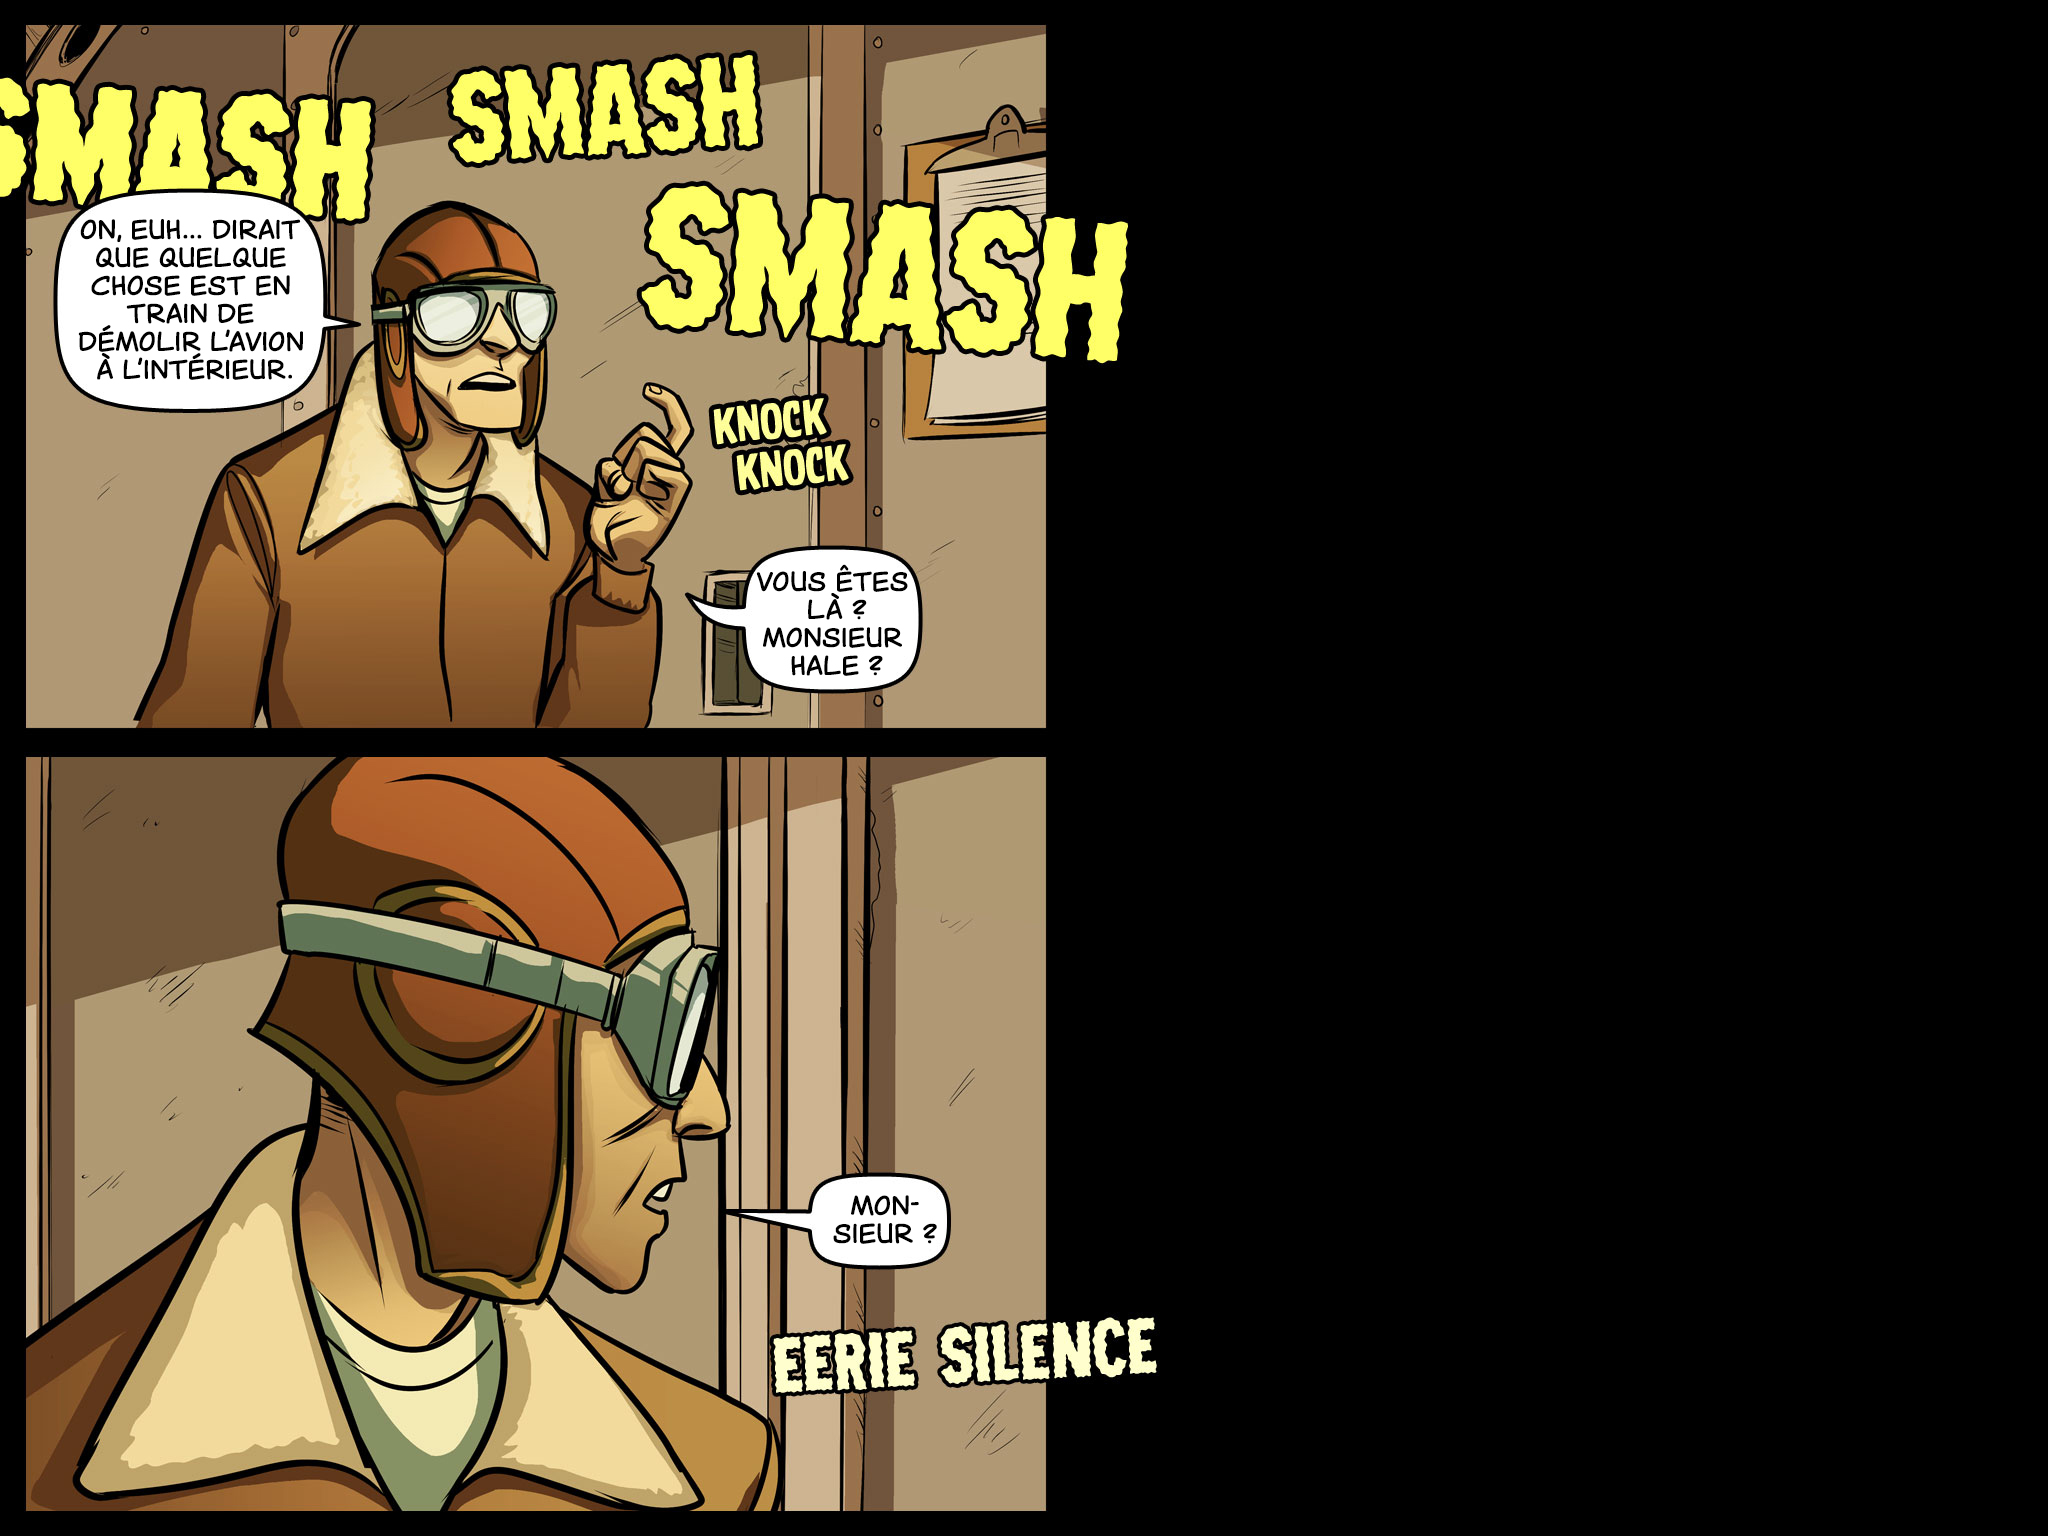 SMASH
SMASH
SMASH
ON, EUH... DIRAIT
QUE QUELQUE
CHOSE EST EN
TRAIN DE
DÉMOLIR L'AVION
À L'INTÉRIEUR.
KNOCK
KNOCK
VOUS ÊTES
LÀ ?
MONSIEUR
HALE ?
MON-
SIEUR ?
EERIE SILENCE